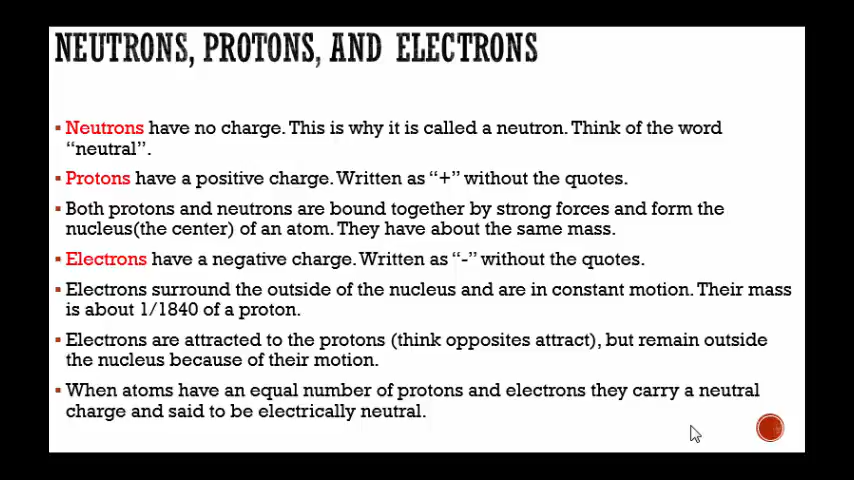 NEUTRONS, PROTONS, AND ELECTRONS
▪ Neutrons have no charge. This is why it is called a neutron. Think of the word
“neutral”.
▪ Protons have a positive charge. Written as “+” without the quotes.
▪ Both protons and neutrons are bound together by strong forces and form the
nucleus(the center) of an atom. They have about the same mass.
▪ Electrons have a negative charge. Written as “-” without the quotes.
▪ Electrons surround the outside of the nucleus and are in constant motion. Their mass
is about 1/1840 of a proton.
▪ Electrons are attracted to the protons (think opposites attract), but remain outside
the nucleus because of their motion.
▪ When atoms have an equal number of protons and electrons they carry a neutral
charge and said to be electrically neutral.